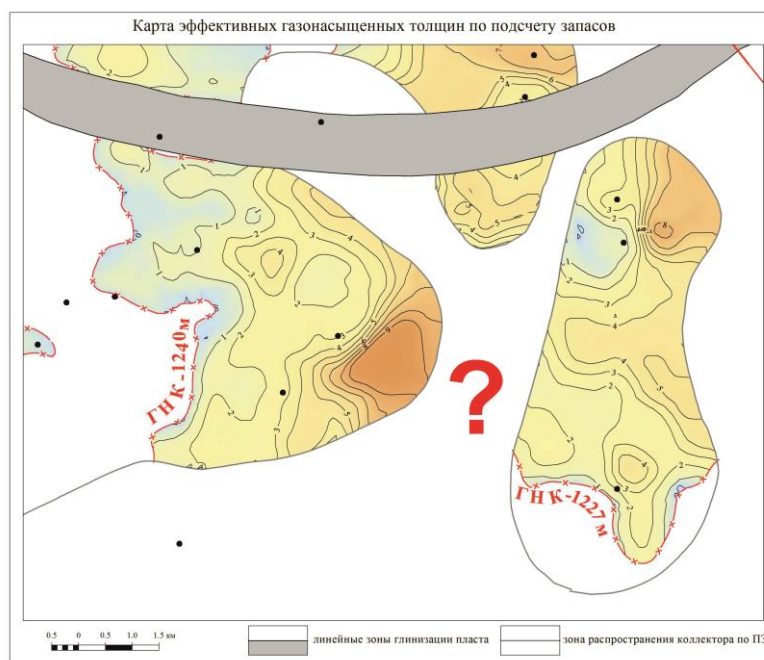 Карта эффективных газонасыщенных толщин по подсчету запасов
ГНК-1240м
?
ГНК-1227 м
0.5 0 0.5 1.0 1.5 км
линейные зоны глинизации пласта
зона распространения коллектора по ПЗ